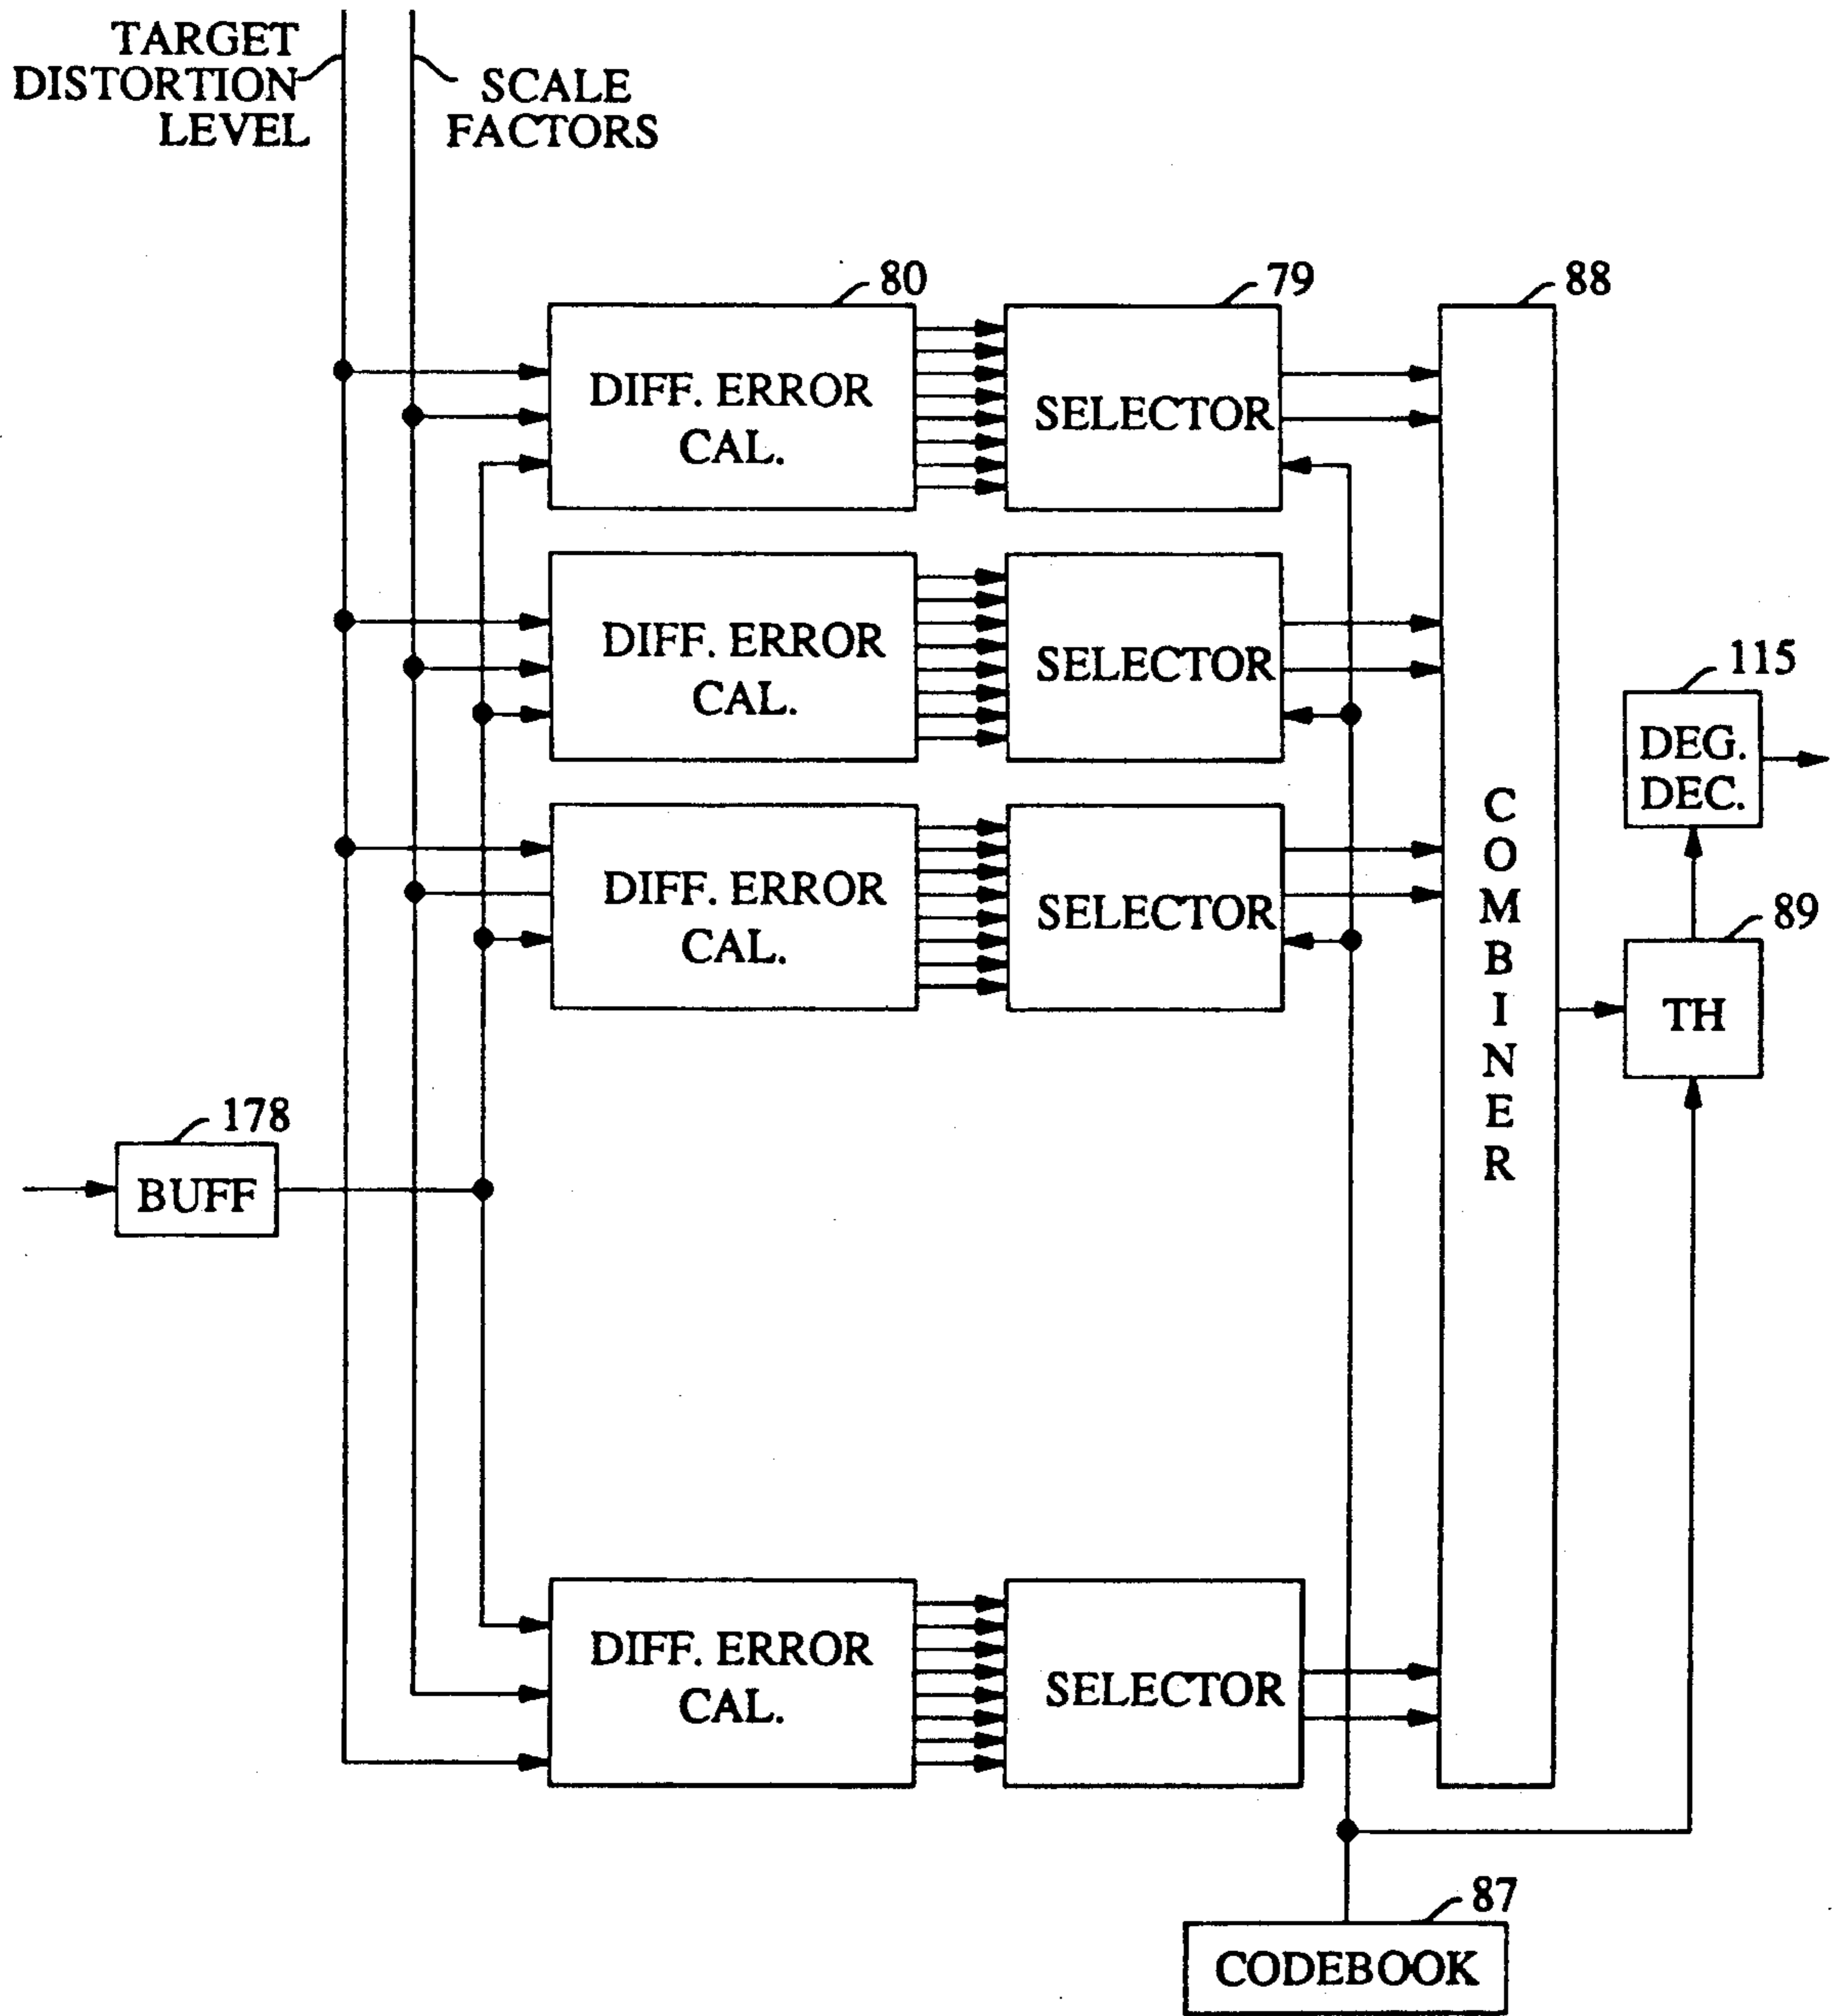 TARGET
DISTORTION
LEVEL
SCALE
FACTORS
80
79
88
DIFF. ERROR
CAL.
SELECTOR
DIFF. ERROR
CAL.
SELECTOR
115
DEG.
DEC.
DIFF. ERROR
CAL.
SELECTOR
COMBINER
89
TH
178
BUFF
DIFF. ERROR
CAL.
SELECTOR
87
CODEBOOK